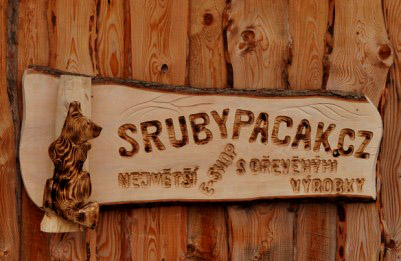 SRUBYPACAK.CZ
NEJVĚTŠÍ E-SHOP S DŘEVĚNÝMI
VÝROBKY